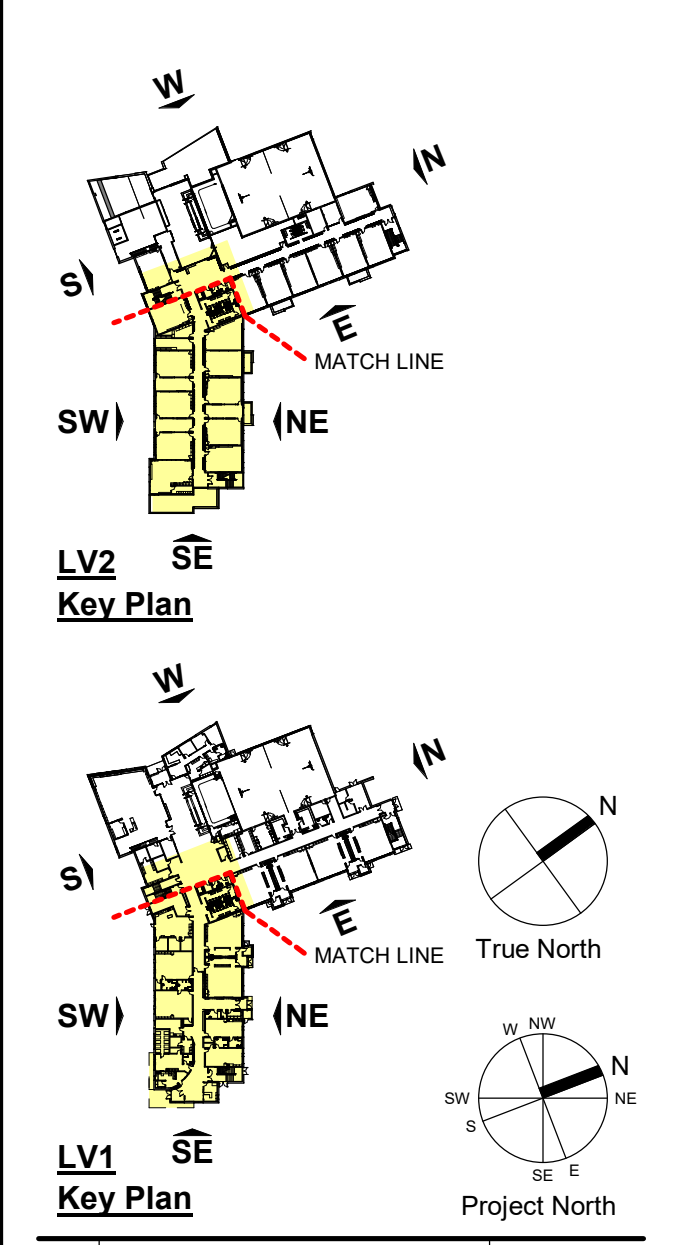 W
N
S
E
MATCH LINE
SW
NE
SE
LV2
Key Plan
W
N
N
S
E
MATCH LINE
True North
SW
NE
W NW
N
SW
NE
S
SE E
SE
LV1
Key Plan
Project North